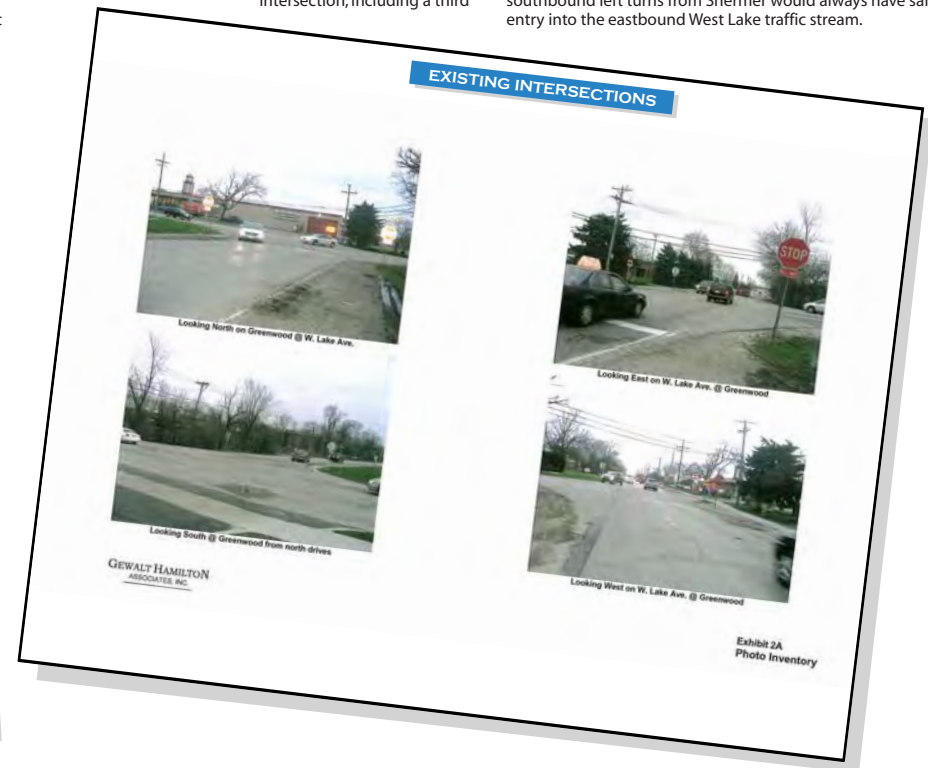 intersection, including a third
southbound left turns from Shermer would always have
entry into the eastbound West Lake traffic stream.
EXISTING INTERSECTIONS
Looking North on Greenwood @ W. Lake Ave.
STOP
Looking East on W. Lake Ave. @ Greenwood
Looking South @ Greenwood from north drives
Looking West on W. Lake Ave. @ Greenwood
GEWALT HAMILTON
ASSOCIATES, INC.
Exhibit 2A
Photo Inventory